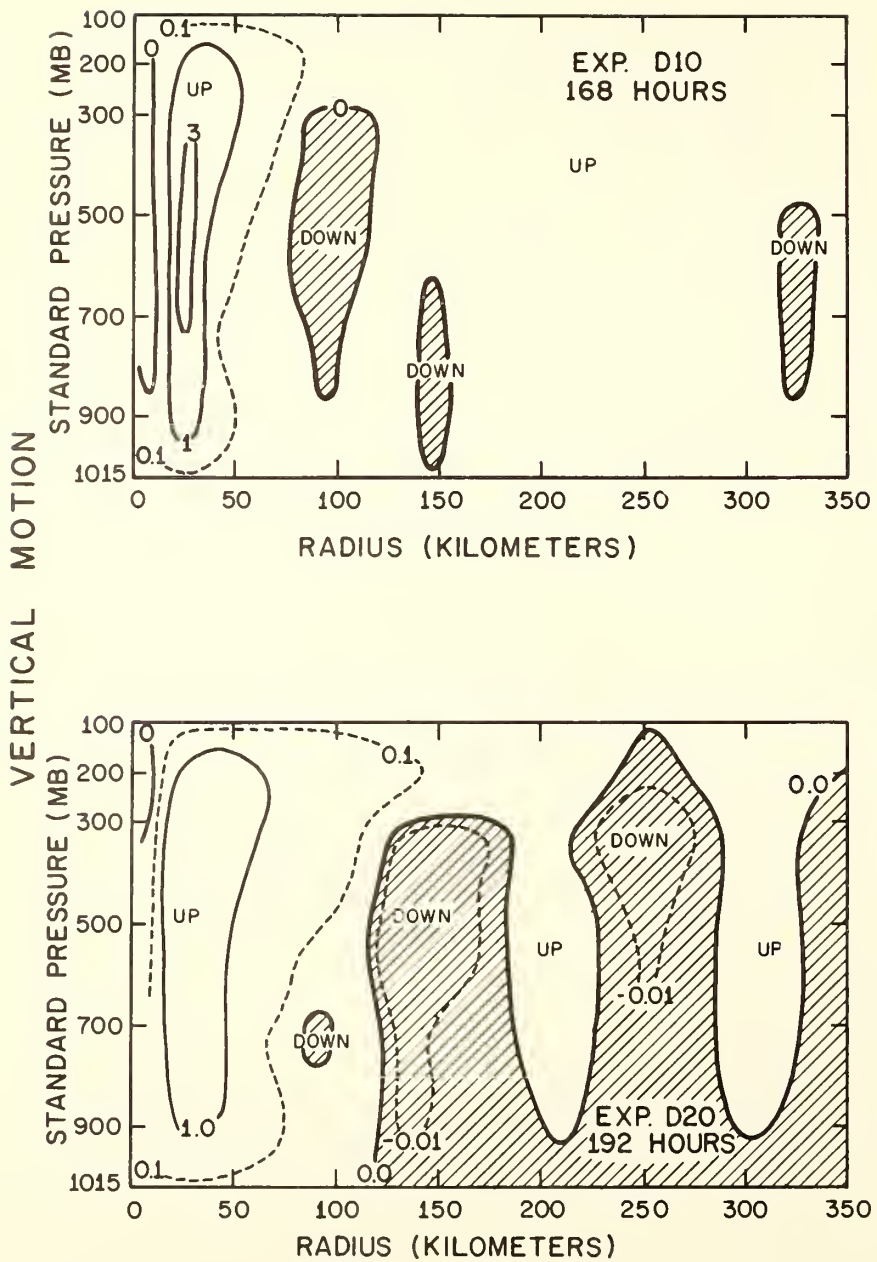 VERTICAL MOTION
STANDARD PRESSURE (MB)
100
200
300
500
700
900
1015
0
0.1
UP
3
1
0.1
0
DOWN
DOWN
UP
DOWN
EXP. D10
168 HOURS
0
50
100
150
200
250
300
350
RADIUS (KILOMETERS)
STANDARD PRESSURE (MB)
100
200
300
500
700
900
1015
0
0.1
UP
1.0
0.1
DOWN
DOWN
-0.01
0.0
UP
DOWN
-0.01
UP
0.0
EXP. D20
192 HOURS
0
50
100
150
200
250
300
350
RADIUS (KILOMETERS)